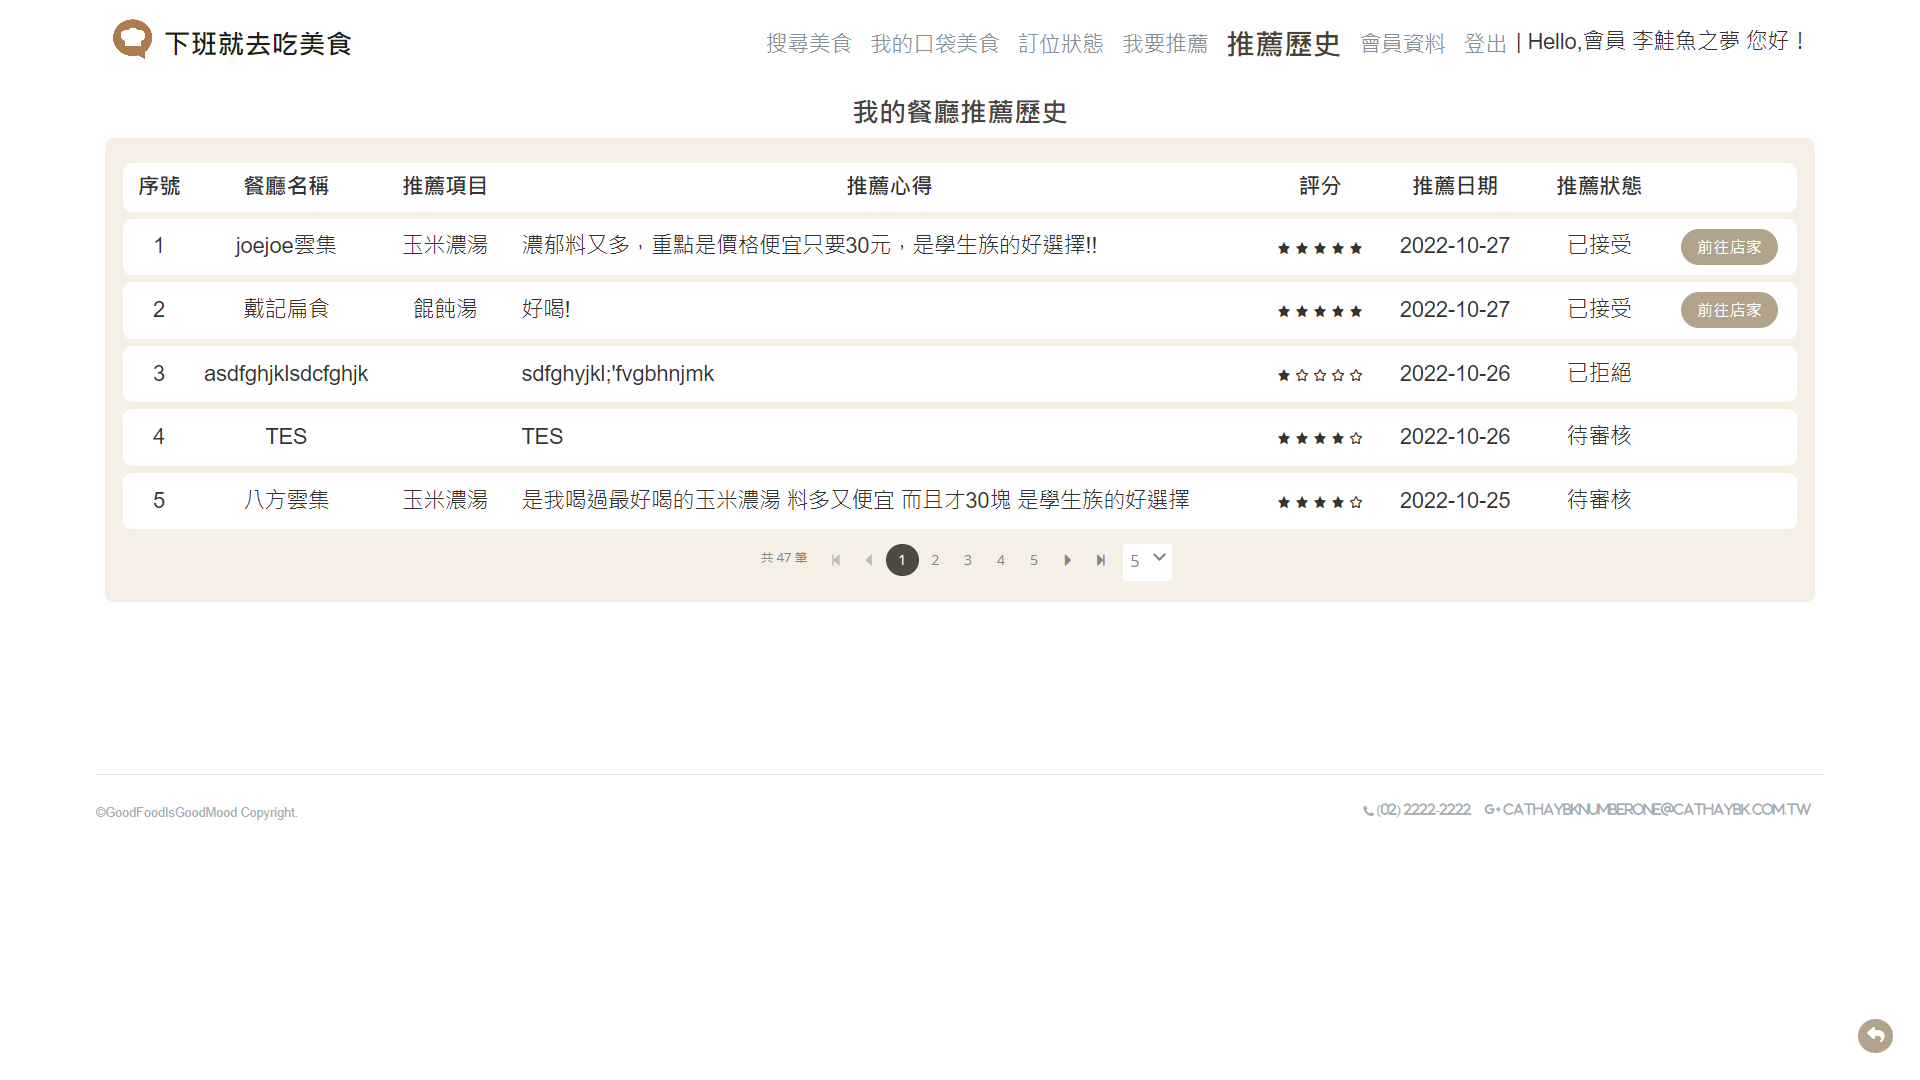 下班就去吃美食
搜尋美食 我的口袋美食 訂位狀態 我要推薦 推薦歷史 會員資料 登出 | Hello,會員 李鮭魚之夢 您好！
我的餐廳推薦歷史
序號 餐廳名稱 推薦項目 推薦心得 評分 推薦日期 推薦狀態
1 joejoe雲集 玉米濃湯 濃郁料又多，重點是價格便宜只要30元，是學生族的好選擇!! ★★★★★ 2022-10-27 已接受 前往店家
2 戴記扁食 餛飩湯 好喝! ★★★★★ 2022-10-27 已接受 前往店家
3 asdfghjklsdcfghjk sdfghyjkl;'fvgbhnjmk ★☆☆☆☆ 2022-10-26 已拒絕
4 TES TES ★★★★☆ 2022-10-26 待審核
5 八方雲集 玉米濃湯 是我喝過最好喝的玉米濃湯 料多又便宜 而且才30塊 是學生族的好選擇 ★★★★☆ 2022-10-25 待審核
共 47 筆 1 2 3 4 5 5
©GoodFoodIsGoodMood Copyright.
(02) 2222-2222 G+ CATHAYBKNUMBERONE@CATHAYBK.COM.TW